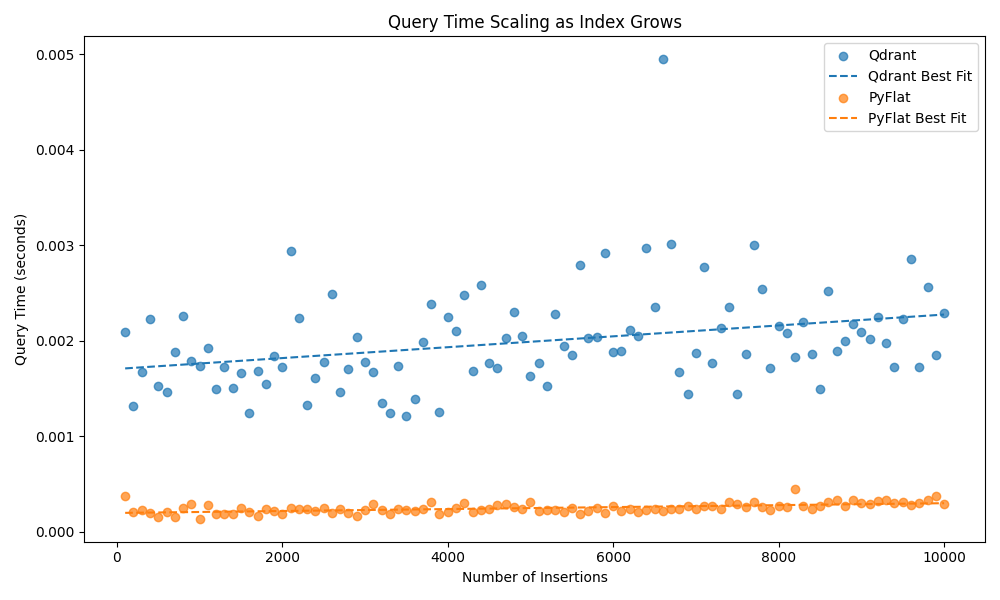 Query Time Scaling as Index Grows
Qdrant
Qdrant Best Fit
PyFlat
PyFlat Best Fit
Query Time (seconds)
0.005
0.004
0.003
0.002
0.001
0.000
0 2000 4000 6000 8000 10000
Number of Insertions